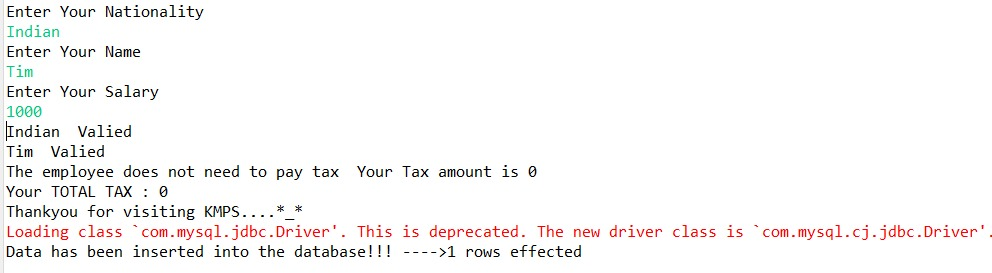 Enter Your Nationality
Indian
Enter Your Name
Tim
Enter Your Salary
1000
Indian  Valied
Tim  Valied
The employee does not need to pay tax  Your Tax amount is 0
Your TOTAL TAX : 0
Thankyou for visiting KMPS....*_*
Loading class `com.mysql.jdbc.Driver'. This is deprecated. The new driver class is `com.mysql.cj.jdbc.Driver'.
Data has been inserted into the database!!! ---->1 rows effected